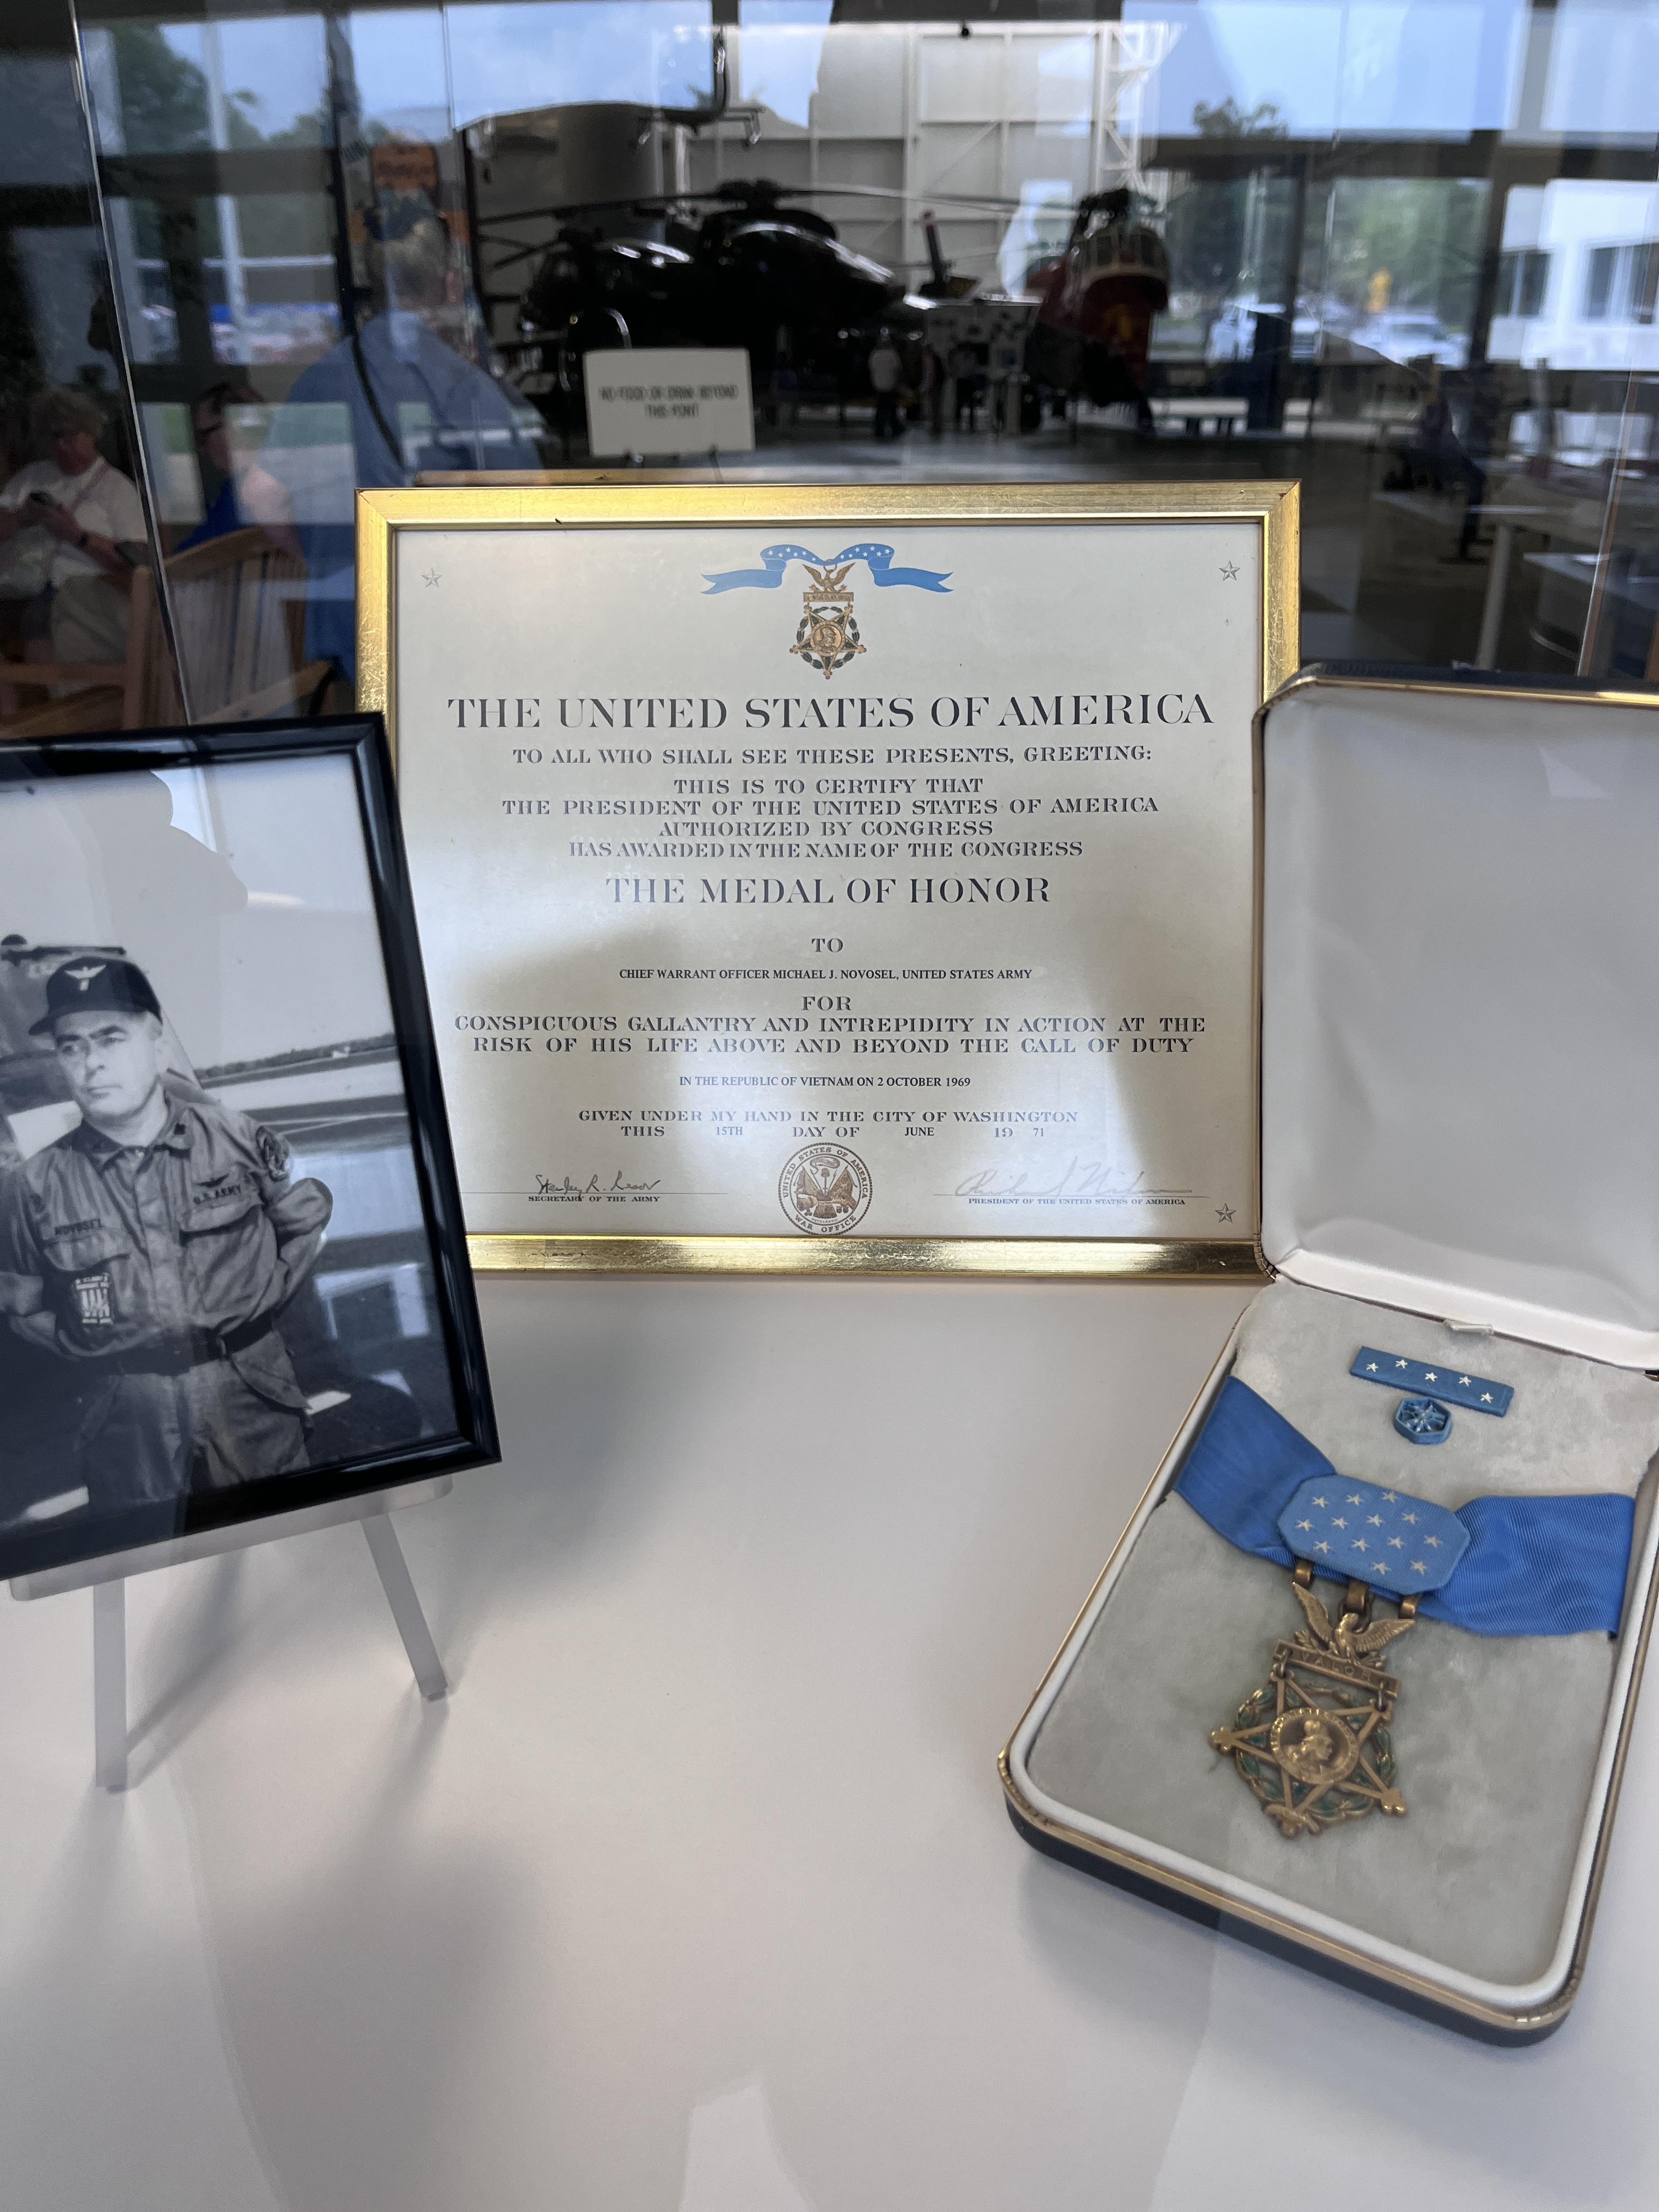 NO FOOD OR DRINK BEYOND
THIS POINT
THE UNITED STATES OF AMERICA
TO ALL WHO SHALL SEE THESE PRESENTS, GREETING:
THIS IS TO CERTIFY THAT
THE PRESIDENT OF THE UNITED STATES OF AMERICA
AUTHORIZED BY CONGRESS
HAS AWARDED IN THE NAME OF THE CONGRESS
THE MEDAL OF HONOR
TO
CHIEF WARRANT OFFICER MICHAEL J. NOVOSEL, UNITED STATES ARMY
FOR
CONSPICUOUS GALLANTRY AND INTREPIDITY IN ACTION AT THE
RISK OF HIS LIFE ABOVE AND BEYOND THE CALL OF DUTY
IN THE REPUBLIC OF VIETNAM ON 2 OCTOBER 1969
GIVEN UNDER MY HAND IN THE CITY OF WASHINGTON
THIS 15TH DAY OF JUNE 19 71
Stanley R. Resor
SECRETARY OF THE ARMY
UNITED STATES OF AMERICA
WAR OFFICE
PRESIDENT OF THE UNITED STATES OF AMERICA
U.S. ARMY
NOVOSEL
VALOR